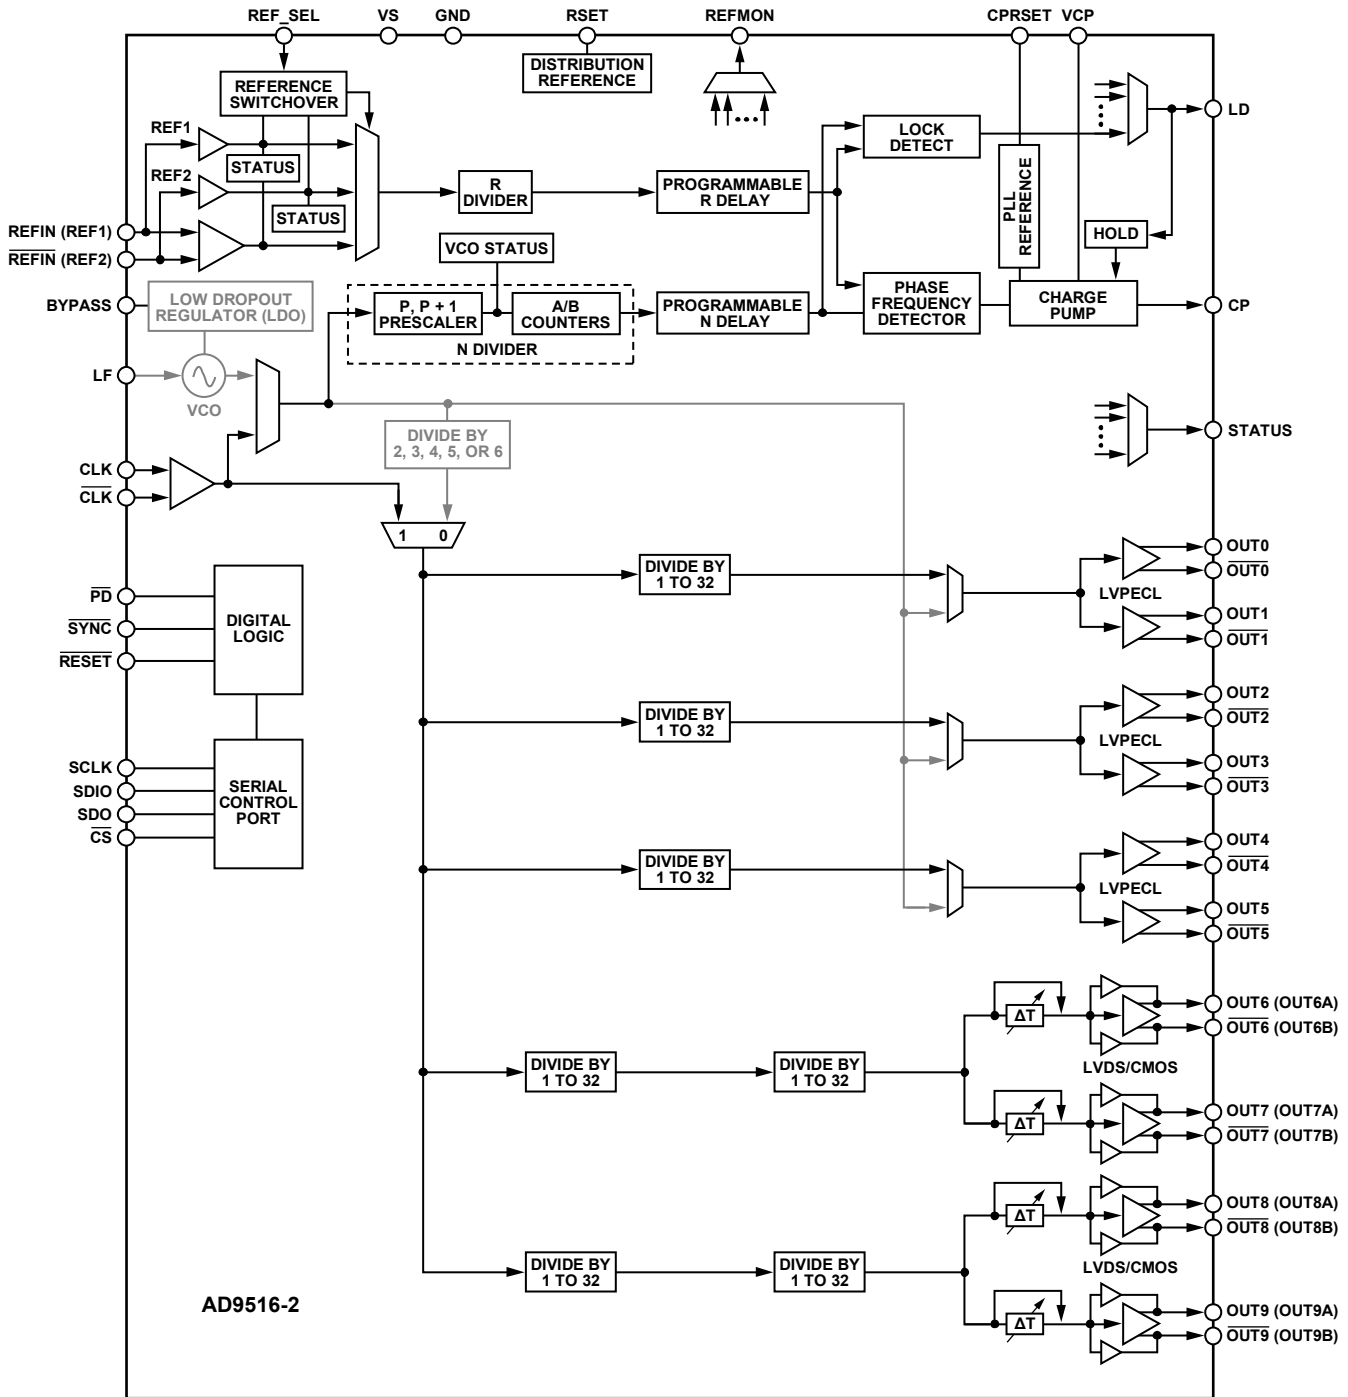 REF_SEL VS GND RSET REFMON CPRSET VCP
DISTRIBUTION
REFERENCE
REFERENCE
SWITCHOVER
REF1
STATUS
REF2
STATUS
REFIN (REF1)
REFIN (REF2)
R
DIVIDER
PROGRAMMABLE
R DELAY
LOCK
DETECT
LD
PLL
REFERENCE
HOLD
VCO STATUS
BYPASS
LOW DROPOUT
REGULATOR (LDO)
P, P + 1
PRESCALER
A/B
COUNTERS
N DIVIDER
PROGRAMMABLE
N DELAY
PHASE
FREQUENCY
DETECTOR
CHARGE
PUMP
CP
LF
VCO
DIVIDE BY
2, 3, 4, 5, OR 6
STATUS
CLK
CLK
1 0
PD
SYNC
RESET
DIGITAL
LOGIC
DIVIDE BY
1 TO 32
LVPECL
OUT0
OUT0
OUT1
OUT1
DIVIDE BY
1 TO 32
LVPECL
OUT2
OUT2
OUT3
OUT3
SCLK
SDIO
SDO
CS
SERIAL
CONTROL
PORT
DIVIDE BY
1 TO 32
LVPECL
OUT4
OUT4
OUT5
OUT5
DIVIDE BY
1 TO 32
DIVIDE BY
1 TO 32
ΔT
ΔT
LVDS/CMOS
OUT6 (OUT6A)
OUT6 (OUT6B)
OUT7 (OUT7A)
OUT7 (OUT7B)
DIVIDE BY
1 TO 32
DIVIDE BY
1 TO 32
ΔT
ΔT
LVDS/CMOS
OUT8 (OUT8A)
OUT8 (OUT8B)
OUT9 (OUT9A)
OUT9 (OUT9B)
AD9516-2